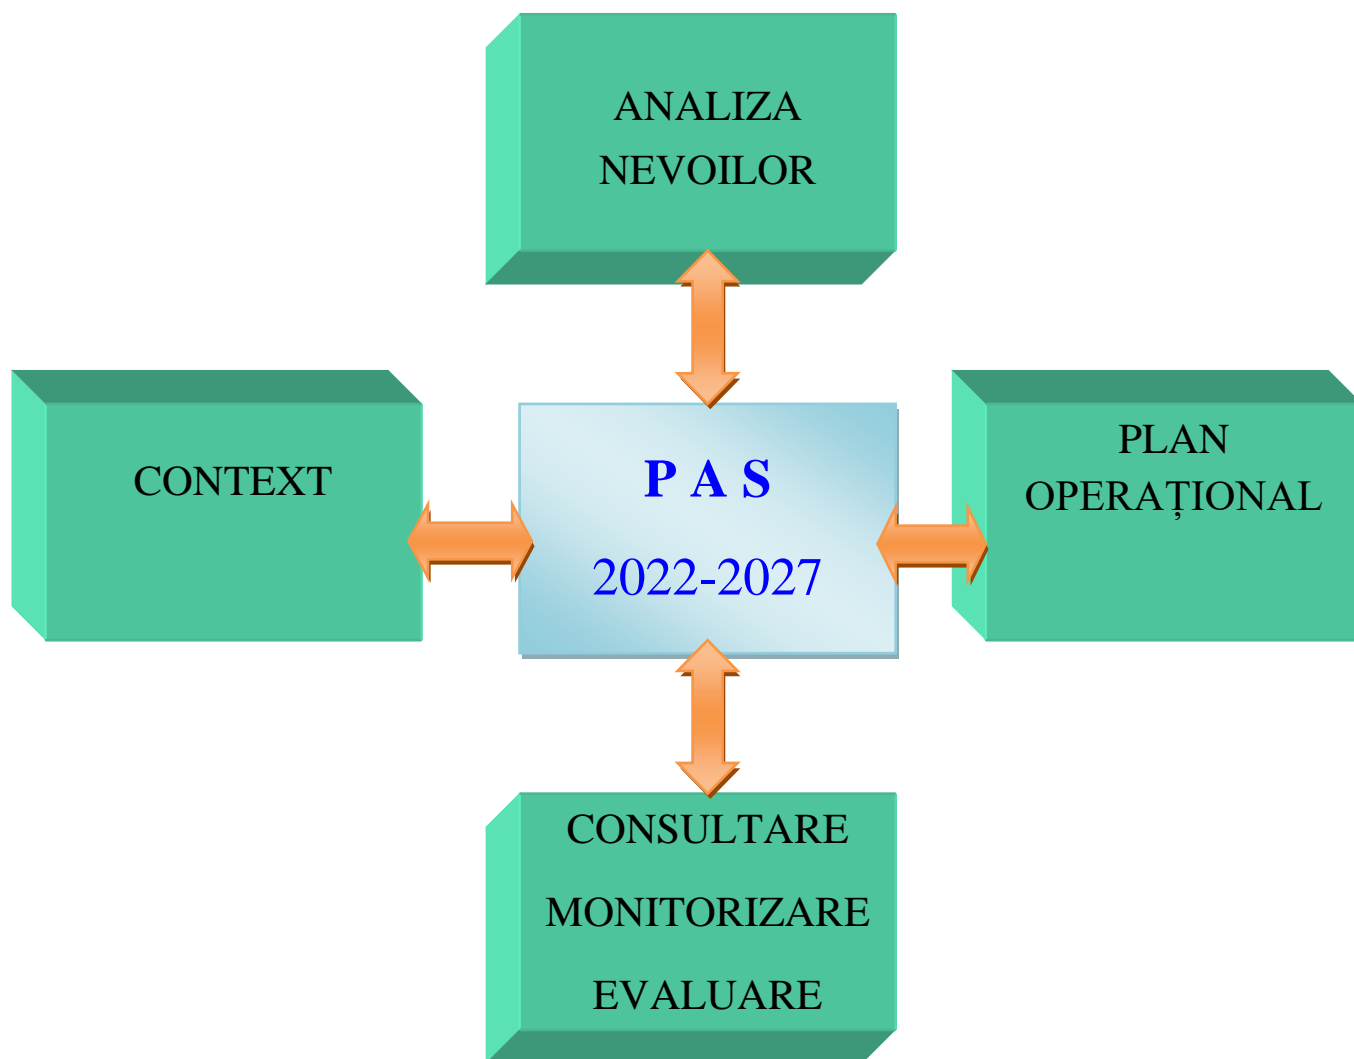 ANALIZA
NEVOILOR
CONTEXT
P A S
2022-2027
PLAN
OPERAȚIONAL
CONSULTARE
MONITORIZARE
EVALUARE